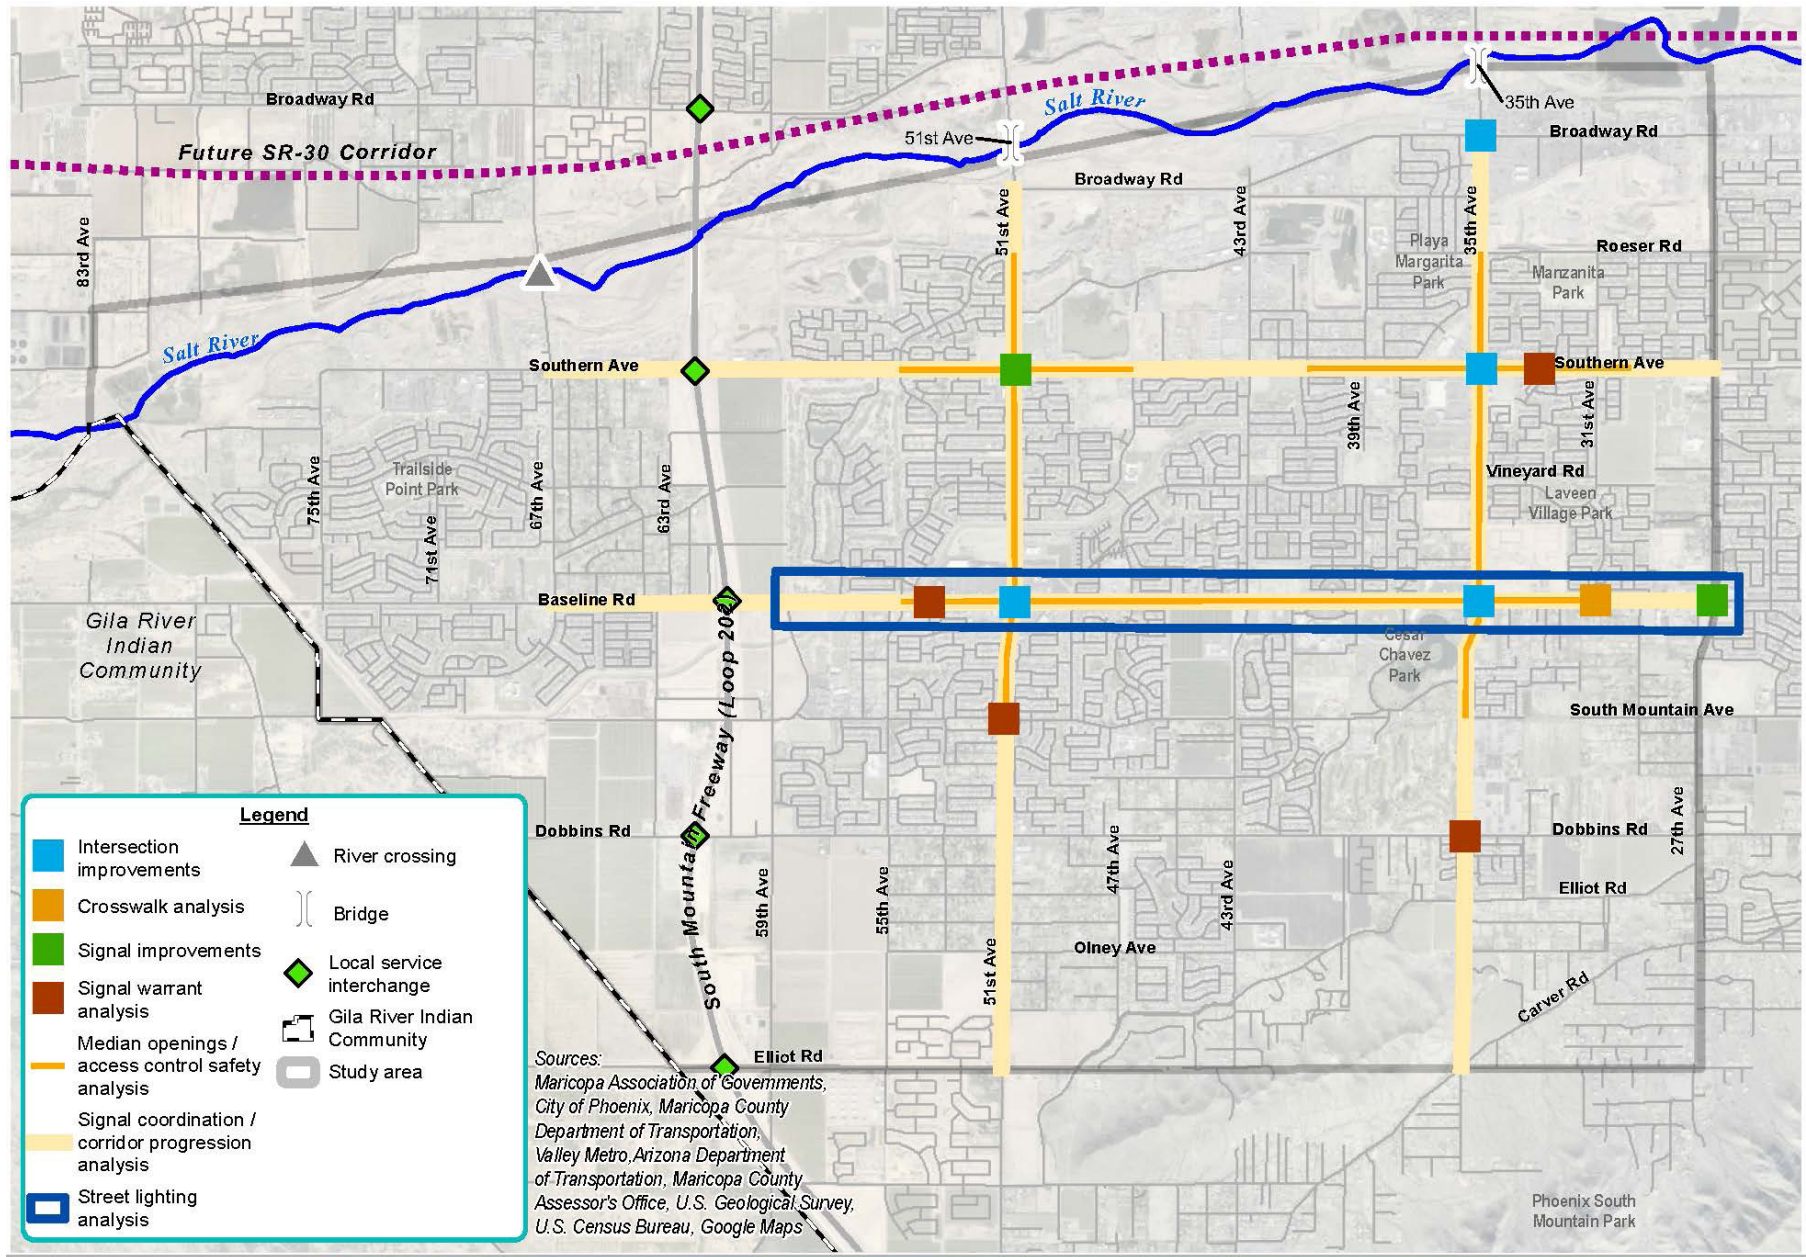 Broadway Rd
Future SR-30 Corridor
Salt River
51st Ave
35th Ave
Broadway Rd
Broadway Rd
83rd Ave
51st Ave
43rd Ave
35th Ave
Playa
Margarita
Park
Roeser Rd
Manzanita
Park
Salt River
Southern Ave
Southern Ave
39th Ave
31st Ave
Trailside
Point Park
75th Ave
71st Ave
67th Ave
63rd Ave
Vineyard Rd
Laveen
Village Park
Baseline Rd
Gila River
Indian
Community
Cesar
Chavez
Park
South Mountain Ave
South Mountain Freeway (Loop 202)
Dobbins Rd
Dobbins Rd
27th Ave
59th Ave
55th Ave
47th Ave
43rd Ave
Elliot Rd
51st Ave
Olney Ave
Carver Rd
Elliot Rd
Legend
Intersection
improvements
Crosswalk analysis
Signal improvements
Signal warrant
analysis
Median openings /
access control safety
analysis
Signal coordination /
corridor progression
analysis
Street lighting
analysis
River crossing
Bridge
Local service
interchange
Gila River Indian
Community
Study area
Sources:
Maricopa Association of Governments,
City of Phoenix, Maricopa County
Department of Transportation,
Valley Metro,Arizona Department
of Transportation, Maricopa County
Assessor's Office, U.S. Geological Survey,
U.S. Census Bureau, Google Maps
Phoenix South
Mountain Park